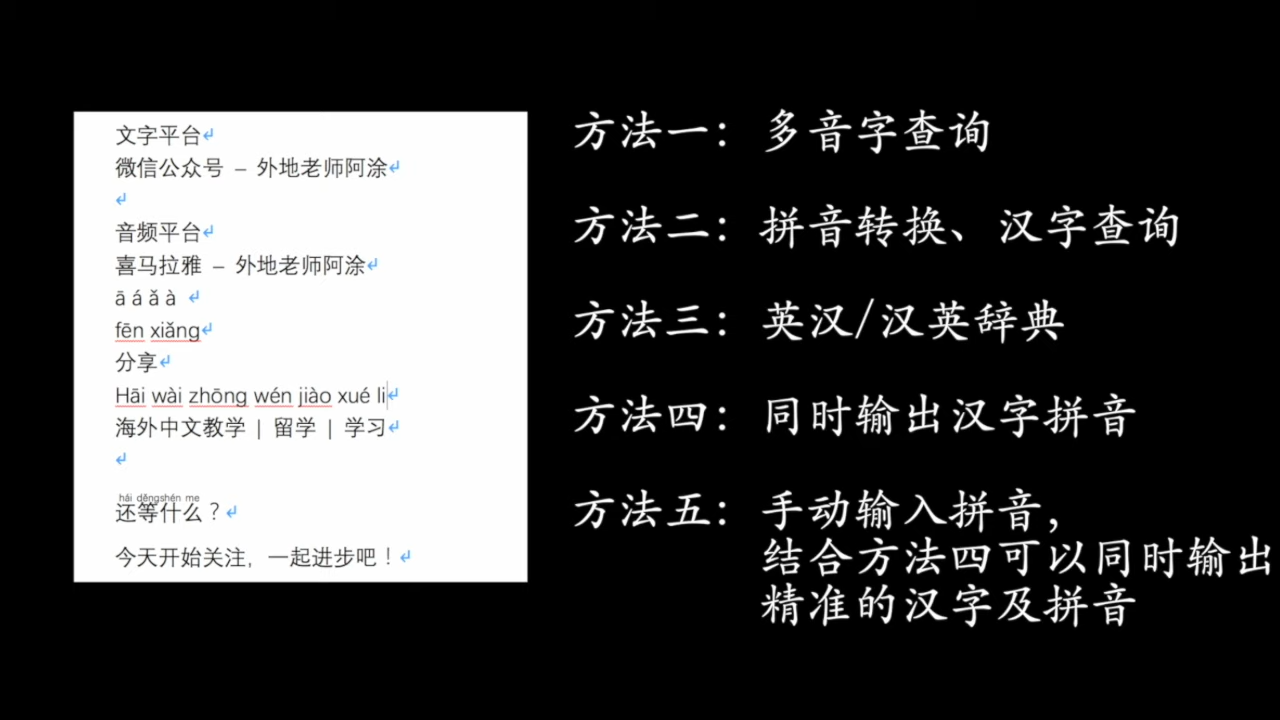 文字平台
微信公众号 – 外地老师阿涂
音频平台
喜马拉雅 – 外地老师阿涂
ā á ǎ à
fēn xiǎng
分享
Hāi wài zhōng wén jiào xué li
海外中文教学 | 留学 | 学习
hái děngshén me
还等什么？
今天开始关注，一起进步吧！
方法一：多音字查询
方法二：拼音转换、汉字查询
方法三：英汉/汉英辞典
方法四：同时输出汉字拼音
方法五：手动输入拼音，
结合方法四可以同时输出
精准的汉字及拼音